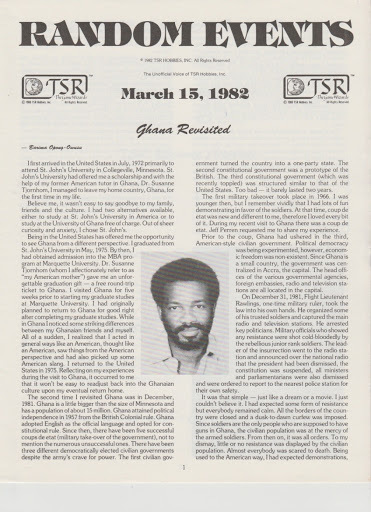 RANDOM EVENTS
© 1982 TSR HOBBIES, INC. All Rights Reserved
The Unofficial Voice of TSR Hobbies, Inc.
TSR
The Game Wizards
TSR
The Game Wizards
March 15, 1982
Ghana Revisited
I first arrived in the United States in July, 1972 primarily to
attend St. John's University in Collegeville, Minnesota. St.
John's University had offered me a scholarship and with the
help of my former American tutor in Ghana, Dr. Susanne
Tjornhom, I managed to leave my home country, Ghana, for
the first time in my life.
Believe me, it wasn't easy to say goodbye to my family,
friends and the culture. I had two alternatives available,
either to study at St. John's University in America or to
study at the University of Ghana free of charge. Out of sheer
curiosity and anxiety, I chose St. John's.
Being in the United States has offered me the opportunity
to see Ghana from a different perspective. I graduated from
St. John's University in May, 1975. By then, I
had obtained admission into the MBA pro-
gram at Marquette University. Dr. Susanne
Tjornhom (whom I affectionately refer to as
"my American mother") gave me an unfor-
gettable graduation gift — a free round-trip
ticket to Ghana. I visited Ghana for five
weeks prior to starting my graduate studies
at Marquette University. I had originally
planned to return to Ghana for good right
after completing my graduate studies. While
in Ghana I noticed some striking differences
between my Ghanaian friends and myself.
All of a sudden, I realized that I acted in
general ways like an American, thought like
an American, saw things from the American
perspective and had also picked up some
American slang. I returned to the United
States in 1975. Reflecting on my experiences
during the visit to Ghana, it occurred to me
that it won't be easy to readjust back into the Ghanaian
culture upon my eventual return home.
The second time I revisited Ghana was in December,
1981. Ghana is a little bigger than the size of Minnesota and
has a population of about 15 million. Ghana attained political
independence in 1957 from the British Colonial rule. Ghana
adopted English as the official language and opted for con-
stitutional rule. Since then, there have been five successful
coups de etat (military take-over of the government), not to
mention the numerous unsuccessful ones. There have been
three different democratically elected civilian governments
despite the army's crave for power. The first civilian gov-
ernment turned the country into a one-party state. The
second constitutional government was a prototype of the
British. The third constitutional government (which was
recently toppled) was structured similar to that of the
United States. Too bad — it barely lasted two years.
The first military takeover took place in 1966. I was
younger then, but I remember vividly that I had lots of fun
demonstrating in favor of the soldiers. At that time, coup de
etat was new and different to me, therefore I loved every bit
of it. During my recent visit to Ghana there was a coup de
etat. Jeff Perren requested me to share my experience.
Prior to the coup, Ghana had ushered in the third,
American-style civilian government. Political democracy
was being experimented, however, econom-
ic freedom was non existent. Since Ghana is
a small country, the government is cen-
tralized in Accra, the capital. The head offi-
ces of the various governmental agencies,
foreign embassies, radio and television sta-
tions are all located in the capital.
On December 31, 1981, Flight Lieutenant
Rawlings, one-time military ruler, took the
law into his own hands. He organized some
of his trusted soldiers and captured the main
radio and television stations. He arrested
key politicians. Military officials who showed
any resistance were shot cold bloodedly by
the rebellious junior rank soldiers. The lead-
er of the insurrection went to the radio sta-
tion and announced over the national radio
that the president had been dismissed, the
constitution was suspended, all ministers
and parliamentarians were also dismissed
and were ordered to report to the nearest police station for
their own safety.
It was that simple — just like a dream or a movie. I just
couldn't believe it. I had expected some form of resistance
but everybody remained calm. All the borders of the coun-
try were closed and a dusk-to-dawn curfew was imposed.
Since soldiers are the only people who are supposed to have
guns in Ghana, the civilian population was at the mercy of
the armed soldiers. From then on, it was all orders. To my
dismay, little or no resistance was displayed by the civilian
population. Almost everybody was scared to death. Being
used to the American way, I had expected demonstrations,
1